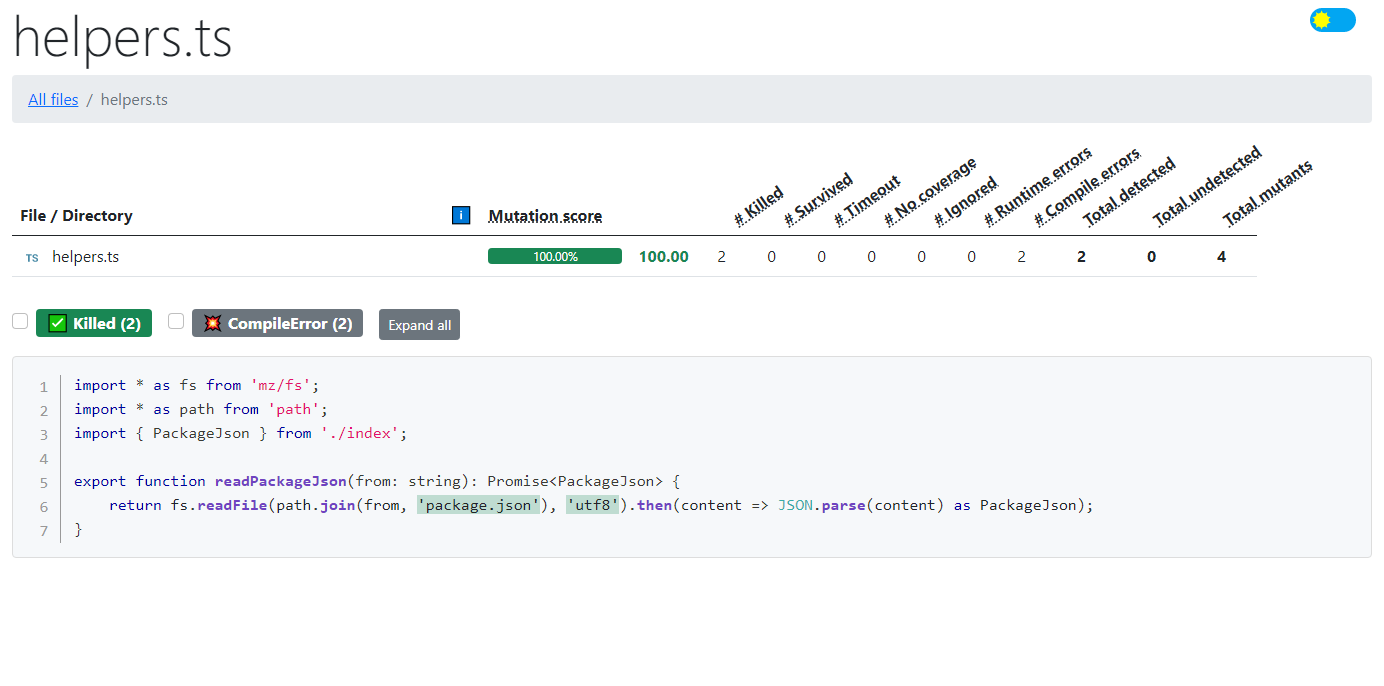 helpers.ts
All files / helpers.ts
File / Directory
i
Mutation score
# Killed
# Survived
# Timeout
# No coverage
# Ignored
# Runtime errors
# Compile errors
Total detected
Total undetected
Total mutants
TS helpers.ts 100.00% 100.00 2 0 0 0 0 0 2 2 0 4
Killed (2) CompileError (2) Expand all
1 import * as fs from 'mz/fs';
2 import * as path from 'path';
3 import { PackageJson } from './index';
4
5 export function readPackageJson(from: string): Promise<PackageJson> {
6 return fs.readFile(path.join(from, 'package.json'), 'utf8').then(content => JSON.parse(content) as PackageJson);
7 }